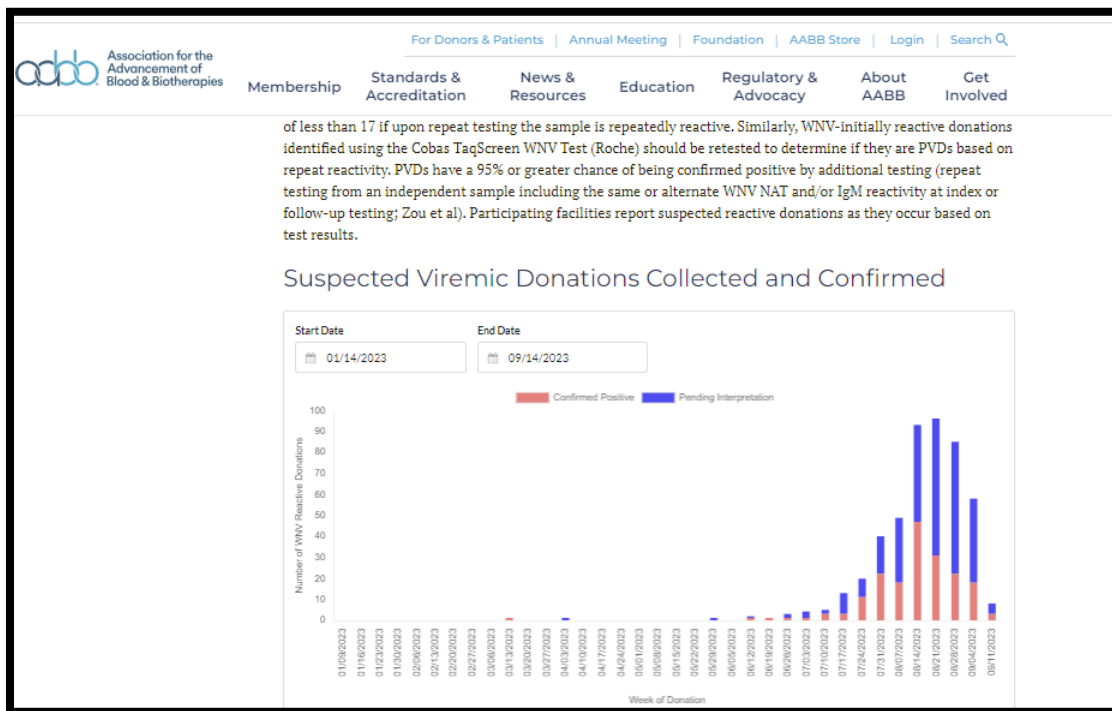 For Donors & Patients | Annual Meeting | Foundation | AABB Store | Login | Search
aabb
Association for the
Advancement of
Blood & Biotherapies
Membership
Standards &
Accreditation
News &
Resources
Education
Regulatory &
Advocacy
About
AABB
Get
Involved
of less than 17 if upon repeat testing the sample is repeatedly reactive. Similarly, WNV-initially reactive donations
identified using the Cobas TaqScreen WNV Test (Roche) should be retested to determine if they are PVDs based on
repeat reactivity. PVDs have a 95% or greater chance of being confirmed positive by additional testing (repeat
testing from an independent sample including the same or alternate WNV NAT and/or IgM reactivity at index or
follow-up testing; Zou et al). Participating facilities report suspected reactive donations as they occur based on
test results.
Suspected Viremic Donations Collected and Confirmed
Start Date
End Date
01/14/2023
09/14/2023
Confirmed Positive
Pending Interpretation
Number of WNV Reactive Donations
100
90
80
70
60
50
40
30
20
10
0
01/09/2023
01/16/2023
01/23/2023
01/30/2023
02/06/2023
02/13/2023
02/20/2023
02/27/2023
03/06/2023
03/13/2023
03/20/2023
03/27/2023
04/03/2023
04/10/2023
04/17/2023
04/24/2023
05/01/2023
05/08/2023
05/15/2023
05/22/2023
05/29/2023
06/05/2023
06/12/2023
06/19/2023
06/26/2023
07/03/2023
07/10/2023
07/17/2023
07/24/2023
07/31/2023
08/07/2023
08/14/2023
08/21/2023
08/28/2023
09/04/2023
09/11/2023
Week of Donation